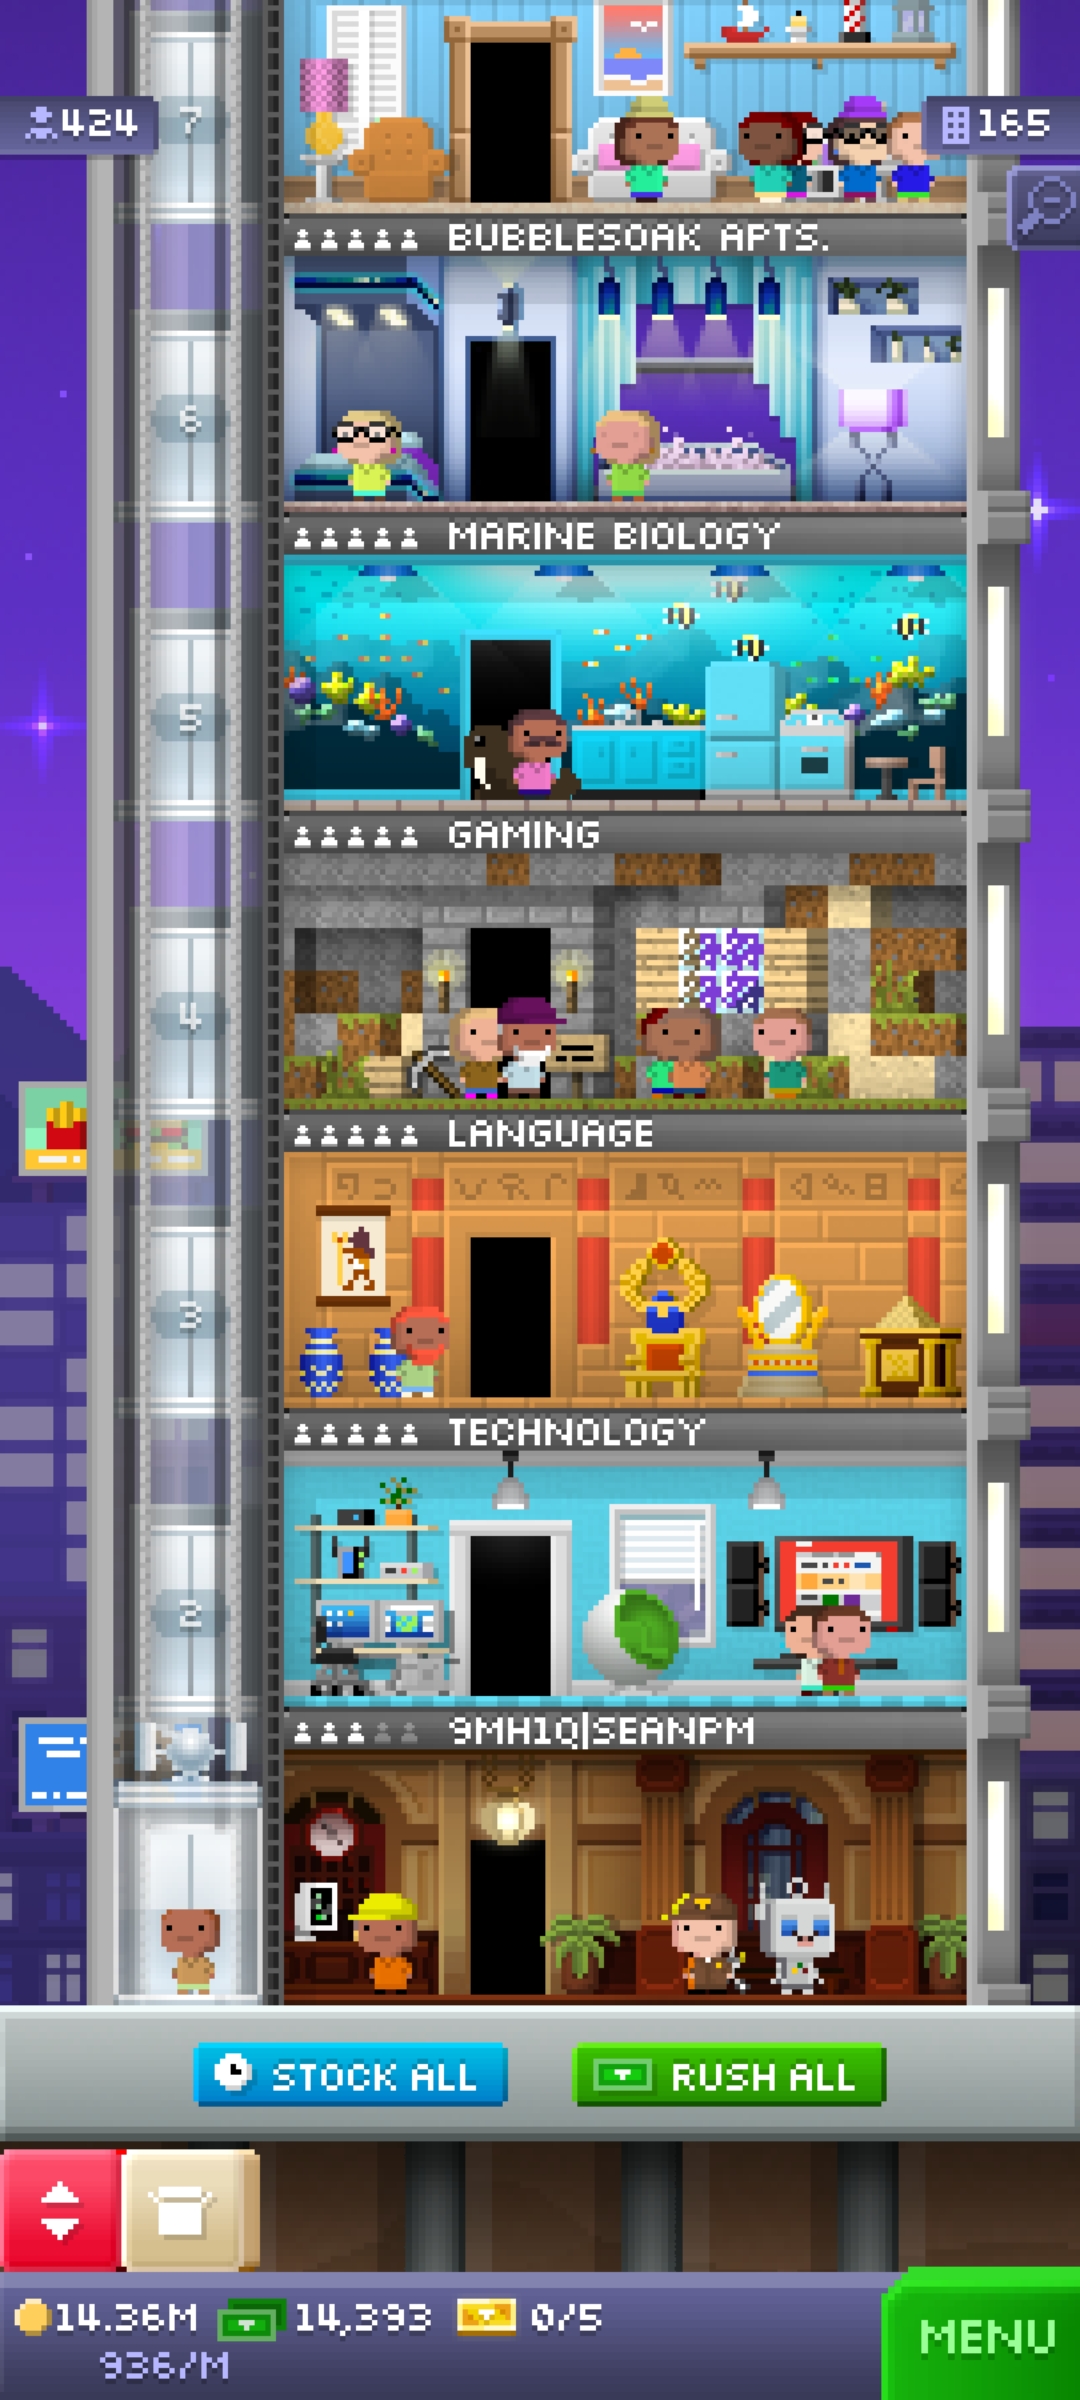 7
424
165
BUBBLESOAK APTS.
6
MARINE BIOLOGY
5
GAMING
4
LANGUAGE
3
TECHNOLOGY
2
9MH1Q|SEANPM
STOCK ALL
RUSH ALL
14.36M 14,393 0/5
936/M
MENU